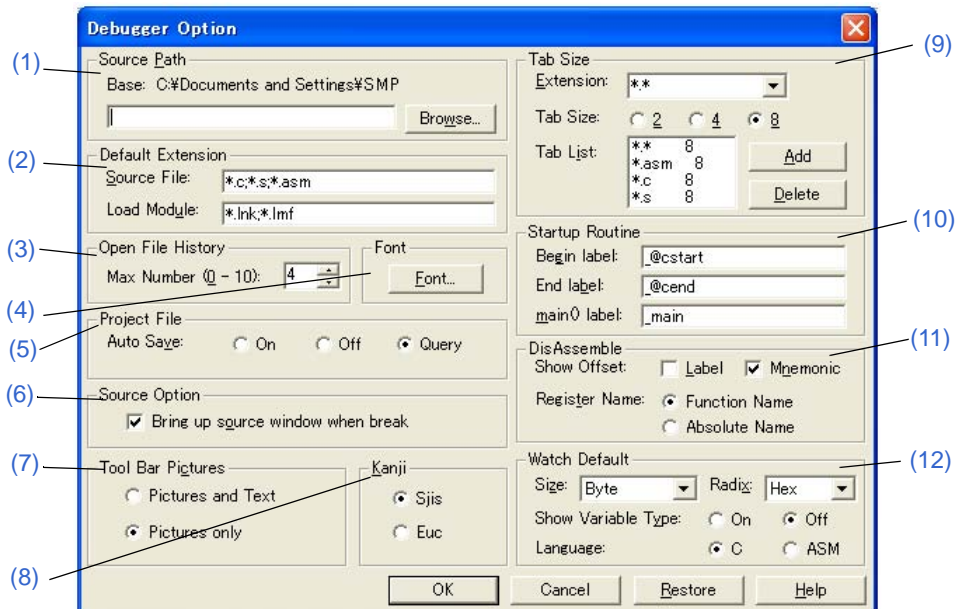 Debugger Option
(1)
Source Path
Base: C:¥Documents and Settings¥SMP
Browse...
(2)
Default Extension
Source File: *.c;*.s;*.asm
Load Module: *.lnk;*.lmf
(3)
Open File History
Max Number (0 - 10): 4
(4)
Font
Font...
(5)
Project File
Auto Save: On Off Query
(6)
Source Option
Bring up source window when break
(7)
Tool Bar Pictures
Pictures and Text
Pictures only
(8)
Kanji
Sjis
Euc
(9)
Tab Size
Extension: *.*
Tab Size: 2 4 8
Tab List:
*.* 8
*.asm 8
*.c 8
*.s 8
Add
Delete
(10)
Startup Routine
Begin label: _@cstart
End label: _@cend
main() label: _main
(11)
DisAssemble
Show Offset: Label Mnemonic
Register Name: Function Name
Absolute Name
(12)
Watch Default
Size: Byte Radix: Hex
Show Variable Type: On Off
Language: C ASM
OK Cancel Restore Help